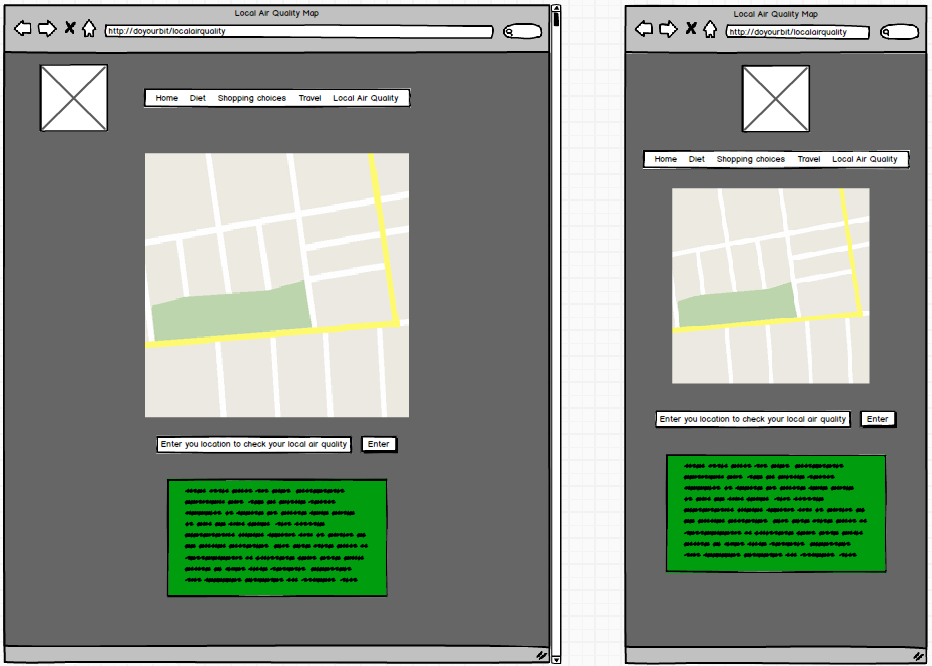 Local Air Quality Map
http://doyourbit/localairquality
Home Diet Shopping choices Travel Local Air Quality
Enter you location to check your local air quality Enter
Local Air Quality Map
http://doyourbit/localairquality
Home Diet Shopping choices Travel Local Air Quality
Enter you location to check your local air quality Enter